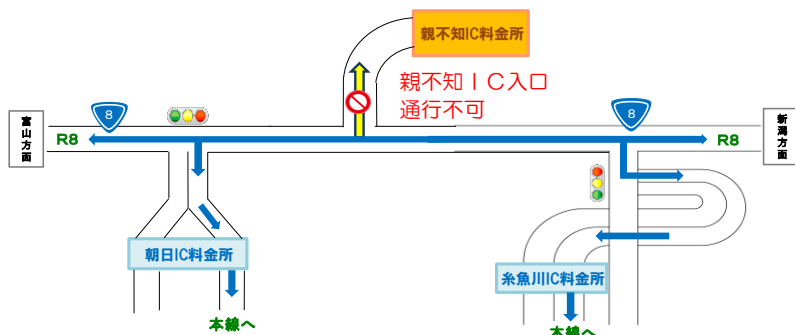 親不知IC料金所
親不知IC入口
通行不可
8
8
富山方面
R8
R8
新潟方面
朝日IC料金所
糸魚川IC料金所
本線へ
本線へ